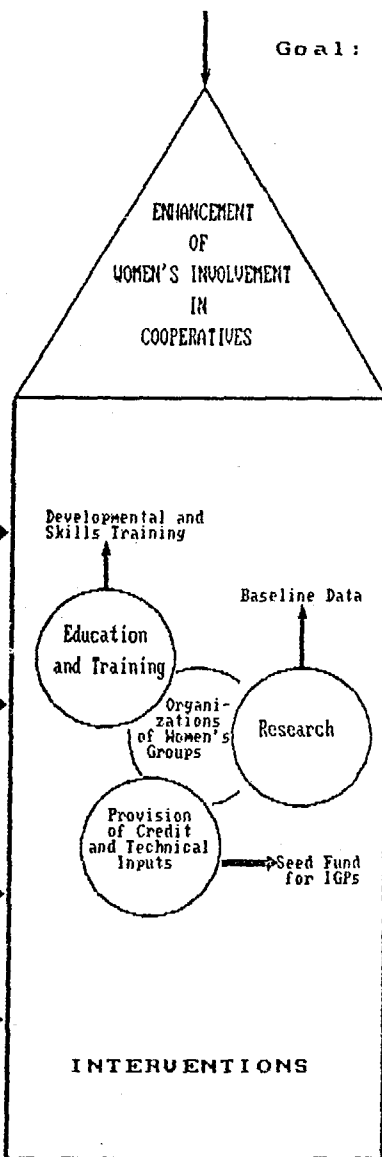 Goal:
ENHANCEMENT
OF
WOMEN'S INVOLVEMENT
IN
COOPERATIVES
Developmental and
Skills Training
Baseline Data
Education
and Training
Organi-
zations
of Women's
Groups
Research
Provision
of Credit
and Technical
Inputs
Seed Fund
for IGPs
INTERVENTIONS